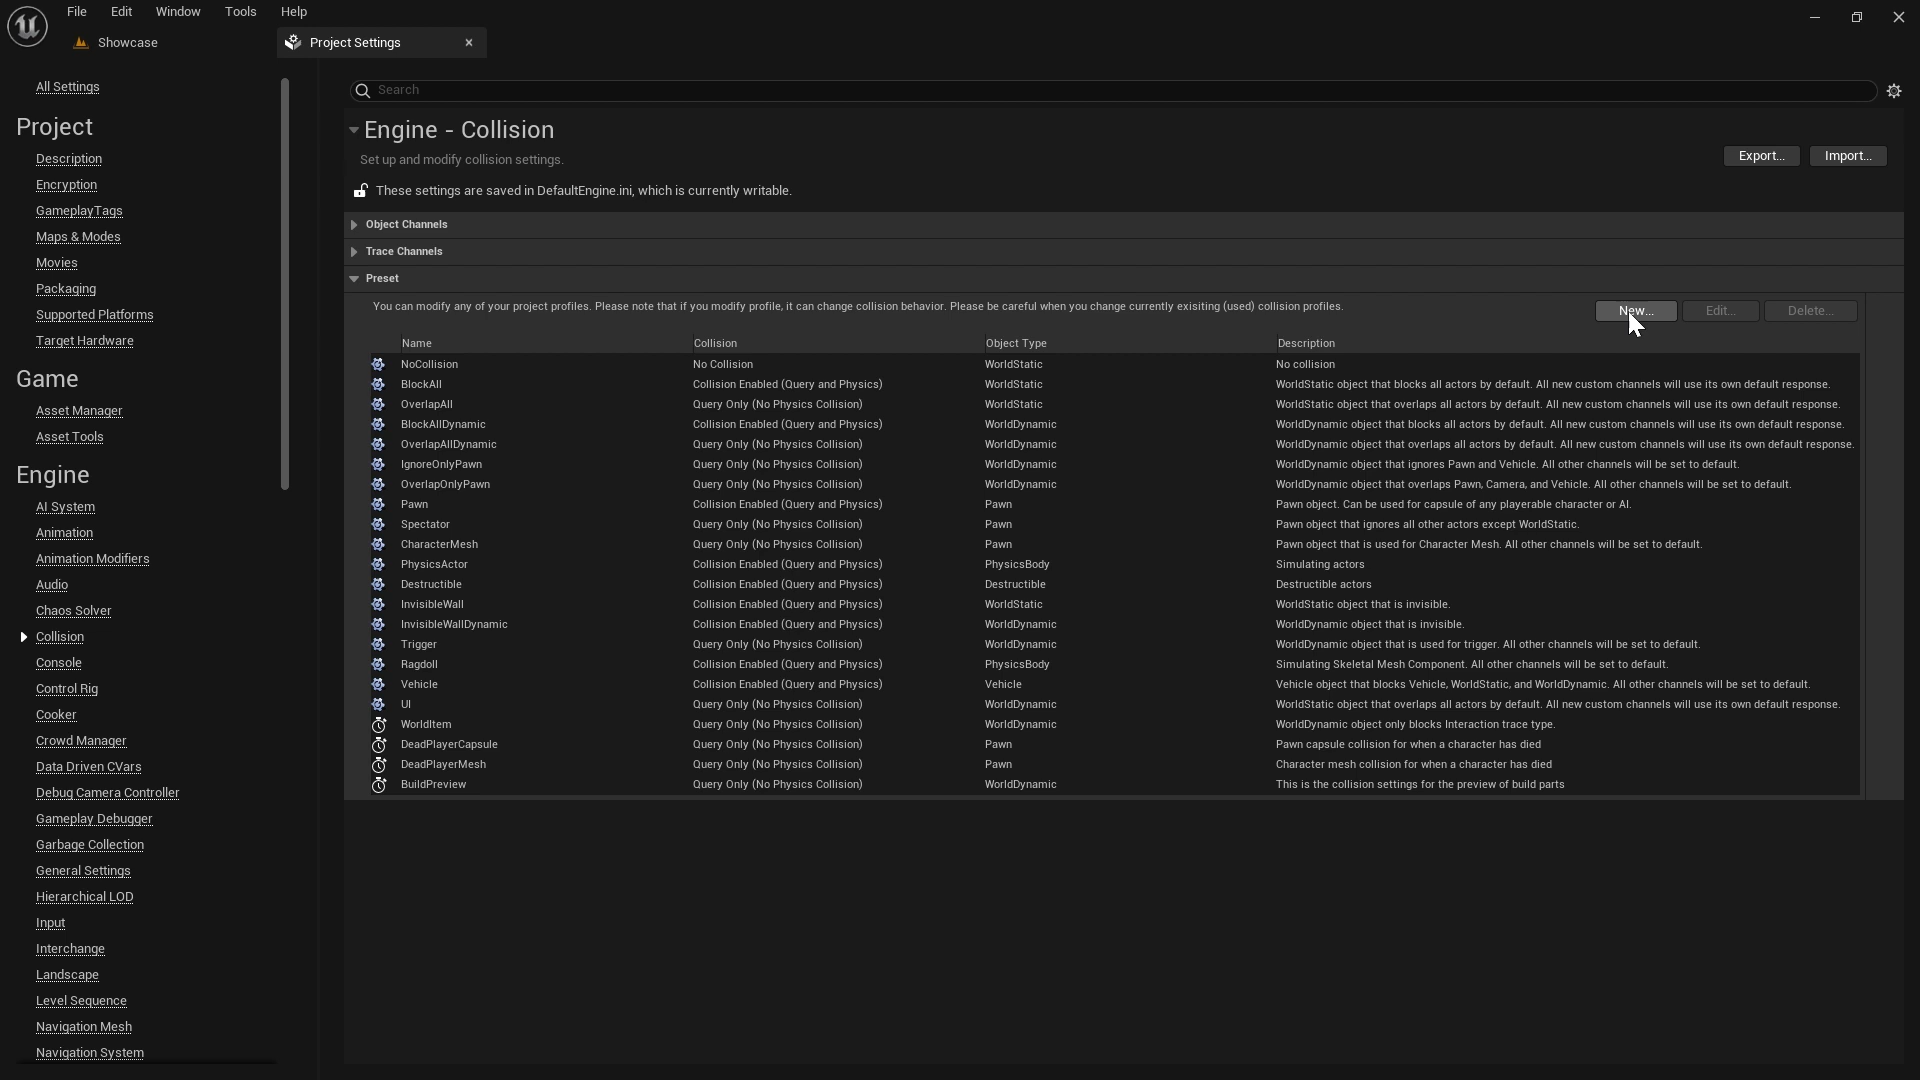 File Edit Window Tools Help
Showcase
Project Settings
All Settings
Project
Description
Encryption
GameplayTags
Maps & Modes
Movies
Packaging
Supported Platforms
Target Hardware
Game
Asset Manager
Asset Tools
Engine
AI System
Animation
Animation Modifiers
Audio
Chaos Solver
Collision
Console
Control Rig
Cooker
Crowd Manager
Data Driven CVars
Debug Camera Controller
Gameplay Debugger
Garbage Collection
General Settings
Hierarchical LOD
Input
Interchange
Landscape
Level Sequence
Navigation Mesh
Navigation System
Search
Engine - Collision
Set up and modify collision settings.
Export... Import...
These settings are saved in DefaultEngine.ini, which is currently writable.
Object Channels
Trace Channels
Preset
You can modify any of your project profiles. Please note that if you modify profile, it can change collision behavior. Please be careful when you change currently exisiting (used) collision profiles.
New... Edit... Delete...
Name Collision Object Type Description
NoCollision No Collision WorldStatic No collision
BlockAll Collision Enabled (Query and Physics) WorldStatic WorldStatic object that blocks all actors by default. All new custom channels will use its own default response.
OverlapAll Query Only (No Physics Collision) WorldStatic WorldStatic object that overlaps all actors by default. All new custom channels will use its own default response.
BlockAllDynamic Collision Enabled (Query and Physics) WorldDynamic WorldDynamic object that blocks all actors by default. All new custom channels will use its own default response.
OverlapAllDynamic Query Only (No Physics Collision) WorldDynamic WorldDynamic object that overlaps all actors by default. All new custom channels will use its own default response.
IgnoreOnlyPawn Query Only (No Physics Collision) WorldDynamic WorldDynamic object that ignores Pawn and Vehicle. All other channels will be set to default.
OverlapOnlyPawn Query Only (No Physics Collision) WorldDynamic WorldDynamic object that overlaps Pawn, Camera, and Vehicle. All other channels will be set to default.
Pawn Collision Enabled (Query and Physics) Pawn Pawn object. Can be used for capsule of any playerable character or AI.
Spectator Query Only (No Physics Collision) Pawn Pawn object that ignores all other actors except WorldStatic.
CharacterMesh Query Only (No Physics Collision) Pawn Pawn object that is used for Character Mesh. All other channels will be set to default.
PhysicsActor Collision Enabled (Query and Physics) PhysicsBody Simulating actors
Destructible Collision Enabled (Query and Physics) Destructible Destructible actors
InvisibleWall Collision Enabled (Query and Physics) WorldStatic WorldStatic object that is invisible.
InvisibleWallDynamic Collision Enabled (Query and Physics) WorldDynamic WorldDynamic object that is invisible.
Trigger Query Only (No Physics Collision) WorldDynamic WorldDynamic object that is used for trigger. All other channels will be set to default.
Ragdoll Collision Enabled (Query and Physics) PhysicsBody Simulating Skeletal Mesh Component. All other channels will be set to default.
Vehicle Collision Enabled (Query and Physics) Vehicle Vehicle object that blocks Vehicle, WorldStatic, and WorldDynamic. All other channels will be set to default.
UI Query Only (No Physics Collision) WorldDynamic WorldStatic object that overlaps all actors by default. All new custom channels will use its own default response.
WorldItem Query Only (No Physics Collision) WorldDynamic WorldDynamic object only blocks Interaction trace type.
DeadPlayerCapsule Query Only (No Physics Collision) Pawn Pawn capsule collision for when a character has died
DeadPlayerMesh Query Only (No Physics Collision) Pawn Character mesh collision for when a character has died
BuildPreview Query Only (No Physics Collision) WorldDynamic This is the collision settings for the preview of build parts